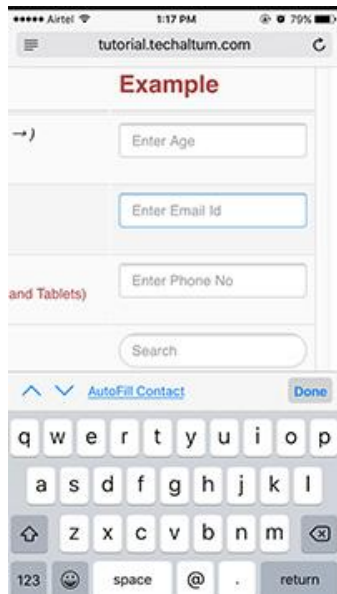 Airtel 1:17 PM 79%
tutorial.techaltum.com
Example
→)
Enter Age
Enter Email Id
Enter Phone No
and Tablets)
Search
AutoFill Contact Done
q w e r t y u i o p
a s d f g h j k l
z x c v b n m
123 space @ . return